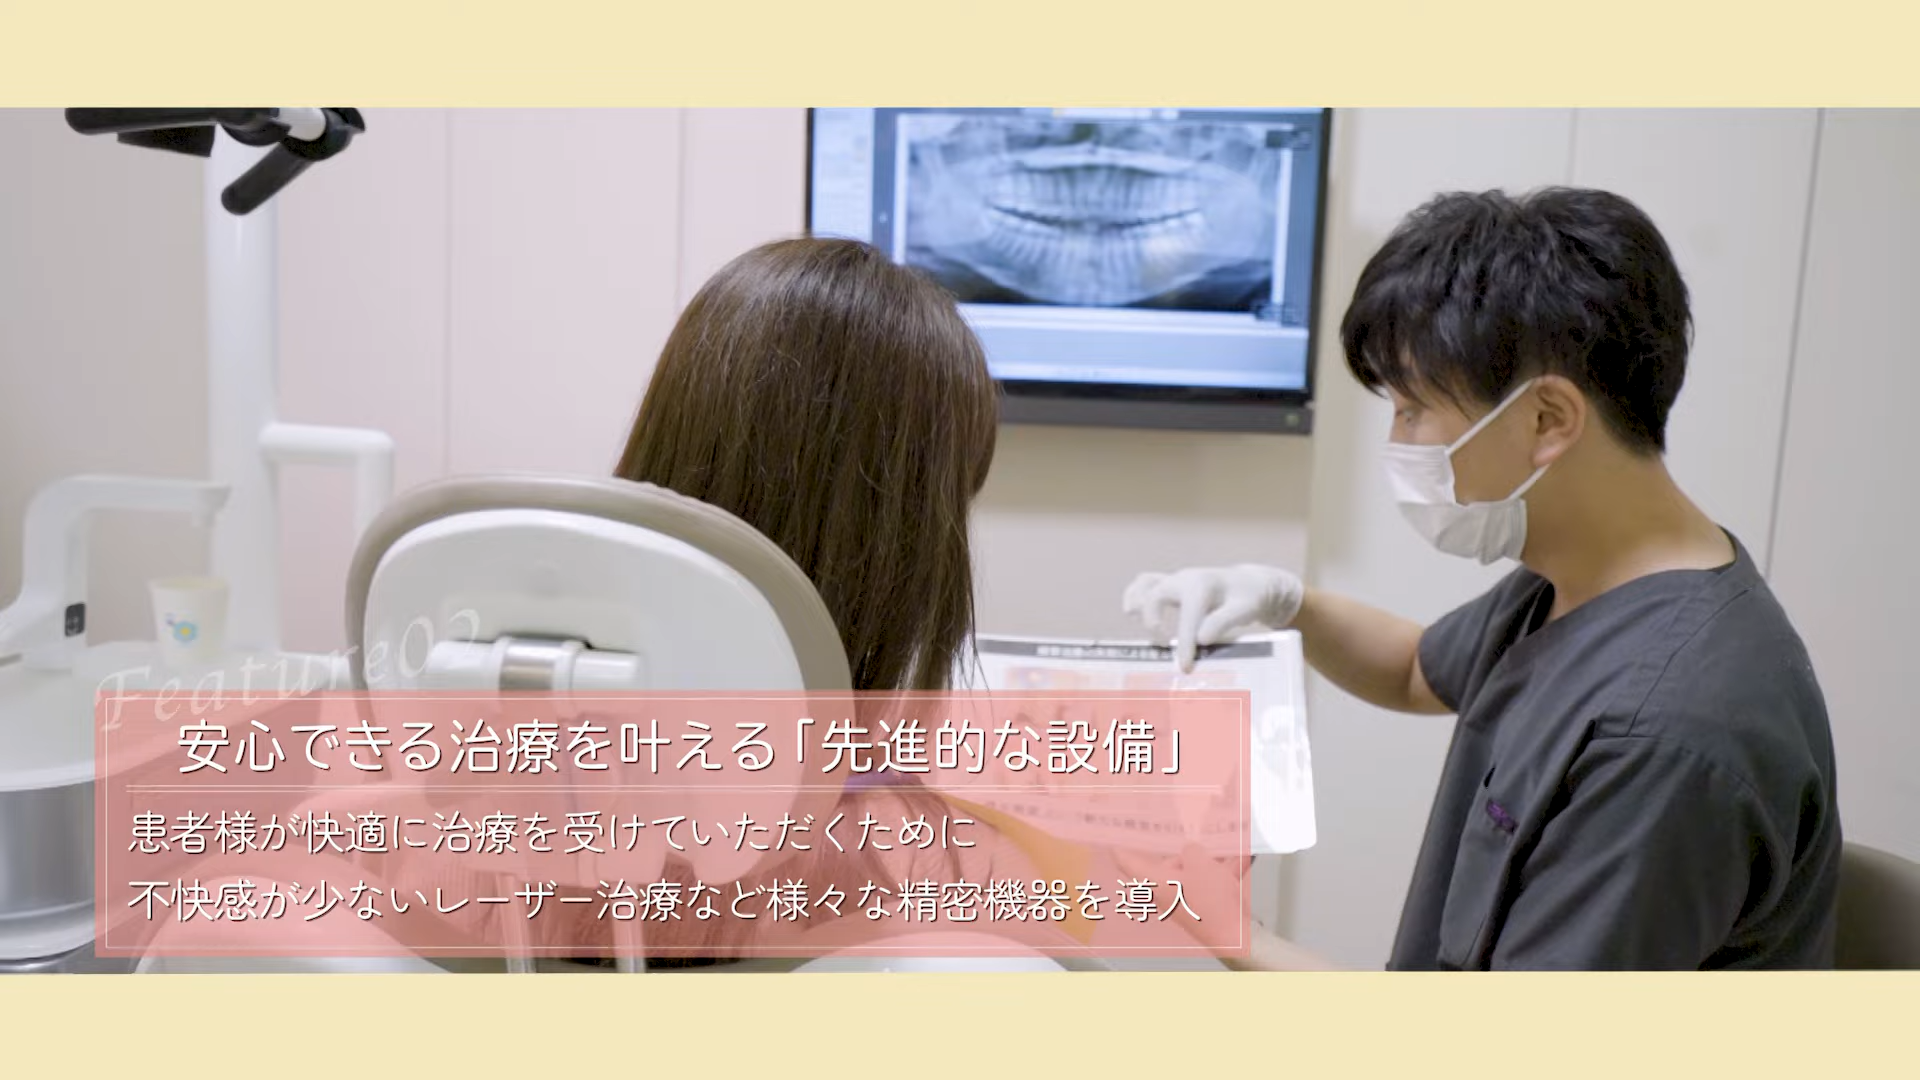 Feature02
安心できる治療を叶える「先進的な設備」
患者様が快適に治療を受けていただくために
不快感が少ないレーザー治療など様々な精密機器を導入